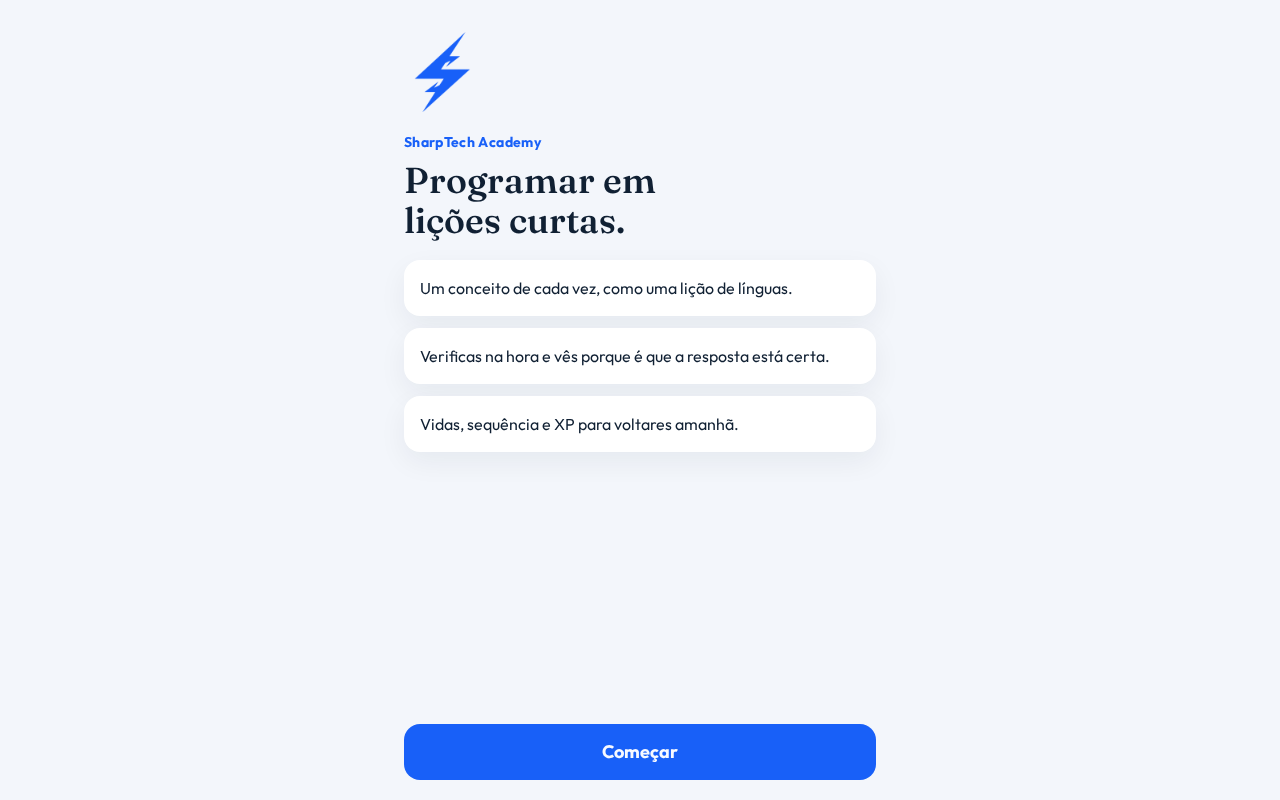 SharpTech Academy
Programar em
lições curtas.
Um conceito de cada vez, como uma lição de línguas.
Verificas na hora e vês porque é que a resposta está certa.
Vidas, sequência e XP para voltares amanhã.
Começar